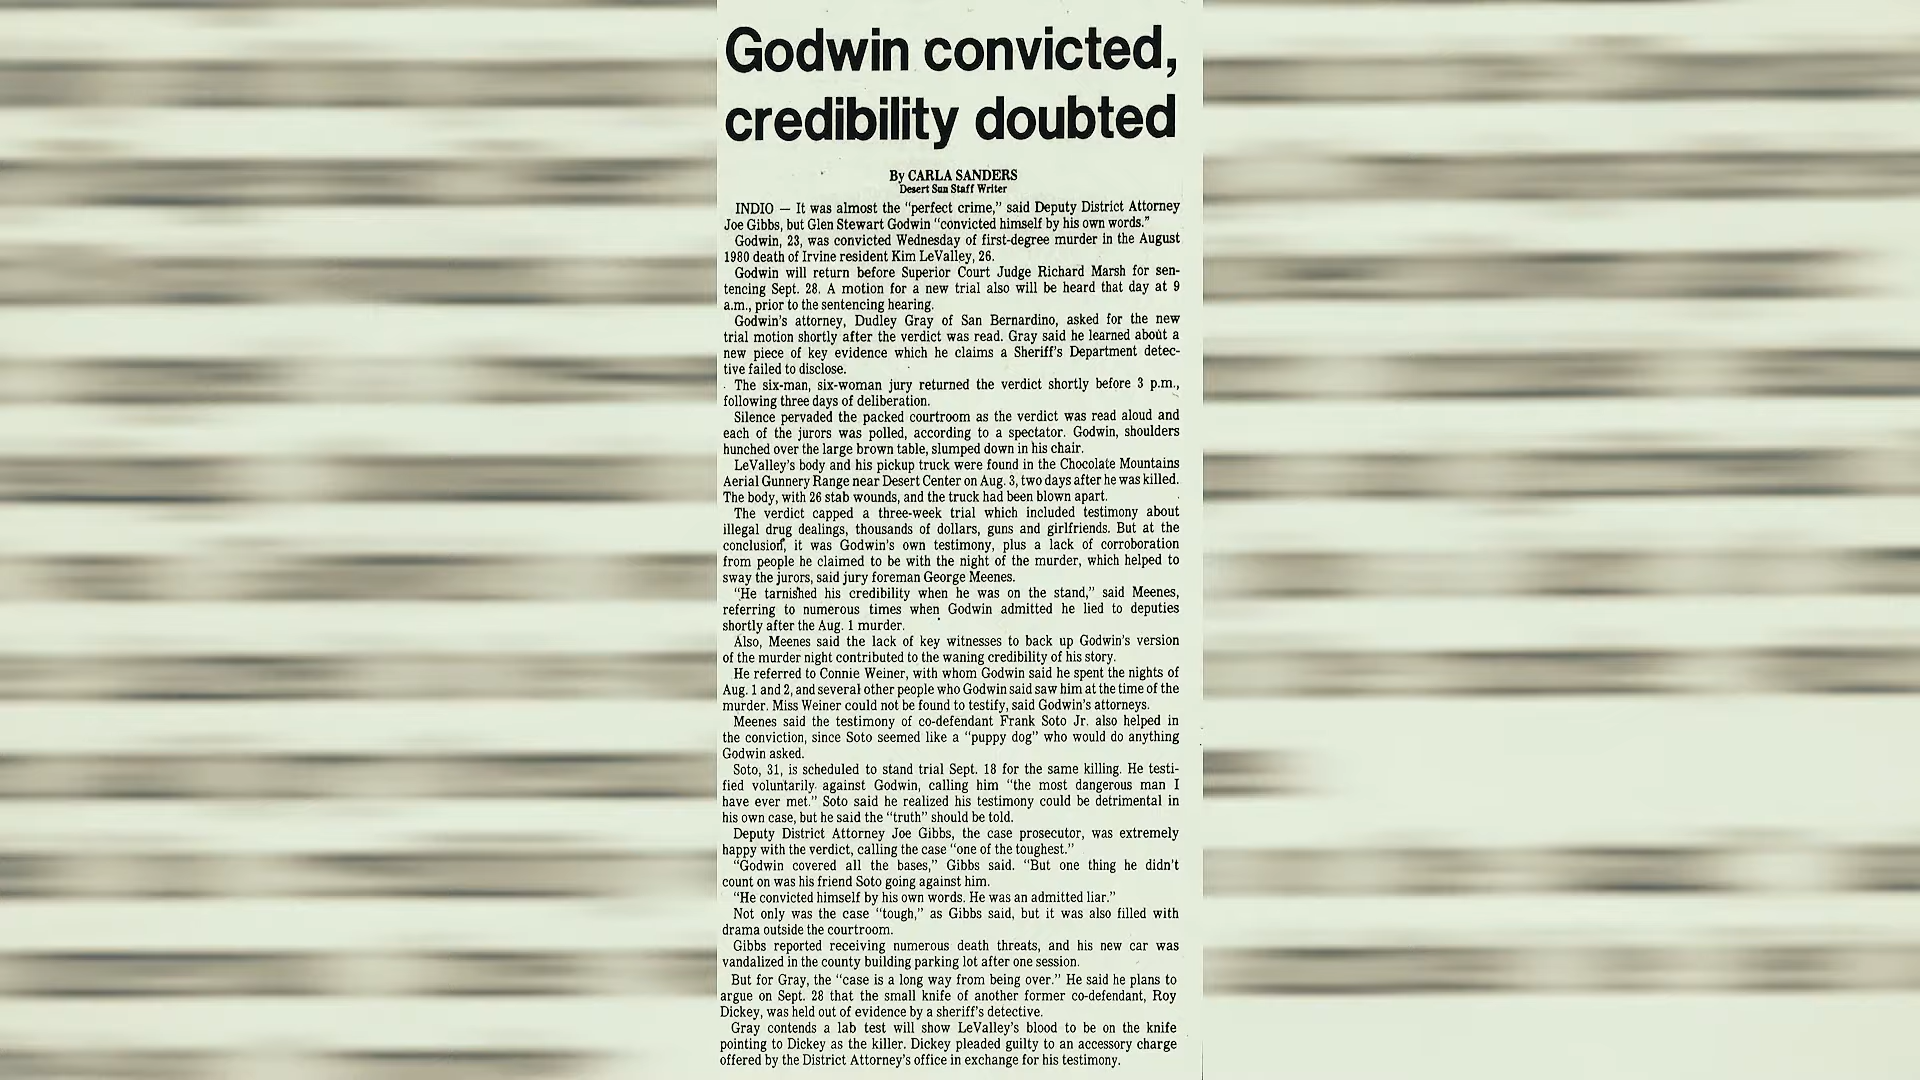 Godwin convicted,
credibility doubted
By CARLA SANDERS
Desert Sun Staff Writer
INDIO — It was almost the “perfect crime,” said Deputy District Attorney
Joe Gibbs, but Glen Stewart Godwin “convicted himself by his own words.”
Godwin, 23, was convicted Wednesday of first-degree murder in the August
1980 death of Irvine resident Kim LeValley, 26.
Godwin will return before Superior Court Judge Richard Marsh for sen-
tencing Sept. 28. A motion for a new trial also will be heard that day at 9
a.m., prior to the sentencing hearing.
Godwin's attorney, Dudley Gray of San Bernardino, asked for the new
trial motion shortly after the verdict was read. Gray said he learned about a
new piece of key evidence which he claims a Sheriff's Department detec-
tive failed to disclose.
The six-man, six-woman jury returned the verdict shortly before 3 p.m.,
following three days of deliberation.
Silence pervaded the packed courtroom as the verdict was read aloud and
each of the jurors was polled, according to a spectator. Godwin, shoulders
hunched over the large brown table, slumped down in his chair.
LeValley's body and his pickup truck were found in the Chocolate Mountains
Aerial Gunnery Range near Desert Center on Aug. 3, two days after he was killed.
The body, with 26 stab wounds, and the truck had been blown apart.
The verdict capped a three-week trial which included testimony about
illegal drug dealings, thousands of dollars, guns and girlfriends. But at the
conclusion, it was Godwin's own testimony, plus a lack of corroboration
from people he claimed to be with the night of the murder, which helped to
sway the jurors, said jury foreman George Meenes.
“He tarnished his credibility when he was on the stand,” said Meenes,
referring to numerous times when Godwin admitted he lied to deputies
shortly after the Aug. 1 murder.
Also, Meenes said the lack of key witnesses to back up Godwin's version
of the murder night contributed to the waning credibility of his story.
He referred to Connie Weiner, with whom Godwin said he spent the nights of
Aug. 1 and 2, and several other people who Godwin said saw him at the time of the
murder. Miss Weiner could not be found to testify, said Godwin's attorneys.
Meenes said the testimony of co-defendant Frank Soto Jr. also helped in
the conviction, since Soto seemed like a “puppy dog” who would do anything
Godwin asked.
Soto, 31, is scheduled to stand trial Sept. 18 for the same killing. He testi-
fied voluntarily against Godwin, calling him “the most dangerous man I
have ever met.” Soto said he realized his testimony could be detrimental in
his own case, but he said the “truth” should be told.
Deputy District Attorney Joe Gibbs, the case prosecutor, was extremely
happy with the verdict, calling the case “one of the toughest.”
“Godwin covered all the bases,” Gibbs said. “But one thing he didn't
count on was his friend Soto going against him.
“He convicted himself by his own words. He was an admitted liar.”
Not only was the case “tough,” as Gibbs said, but it was also filled with
drama outside the courtroom.
Gibbs reported receiving numerous death threats, and his new car was
vandalized in the county building parking lot after one session.
But for Gray, the “case is a long way from being over.” He said he plans to
argue on Sept. 28 that the small knife of another former co-defendant, Roy
Dickey, was held out of evidence by a sheriff's detective.
Gray contends a lab test will show LeValley's blood to be on the knife
pointing to Dickey as the killer. Dickey pleaded guilty to an accessory charge
offered by the District Attorney's office in exchange for his testimony.